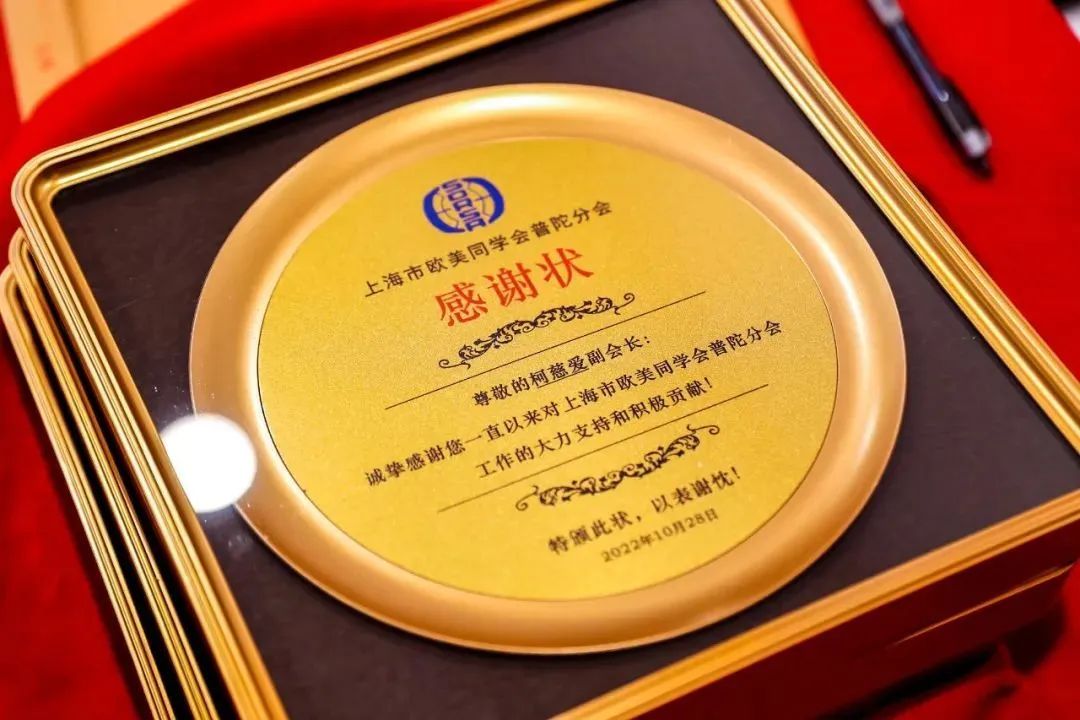 SORSA
上海市欧美同学会普陀分会
感谢状
尊敬的柯慈爱副会长：
诚挚感谢您一直以来对上海市欧美同学会普陀分会
工作的大力支持和积极贡献！
特颁此状，以表谢忱！
2022年10月28日